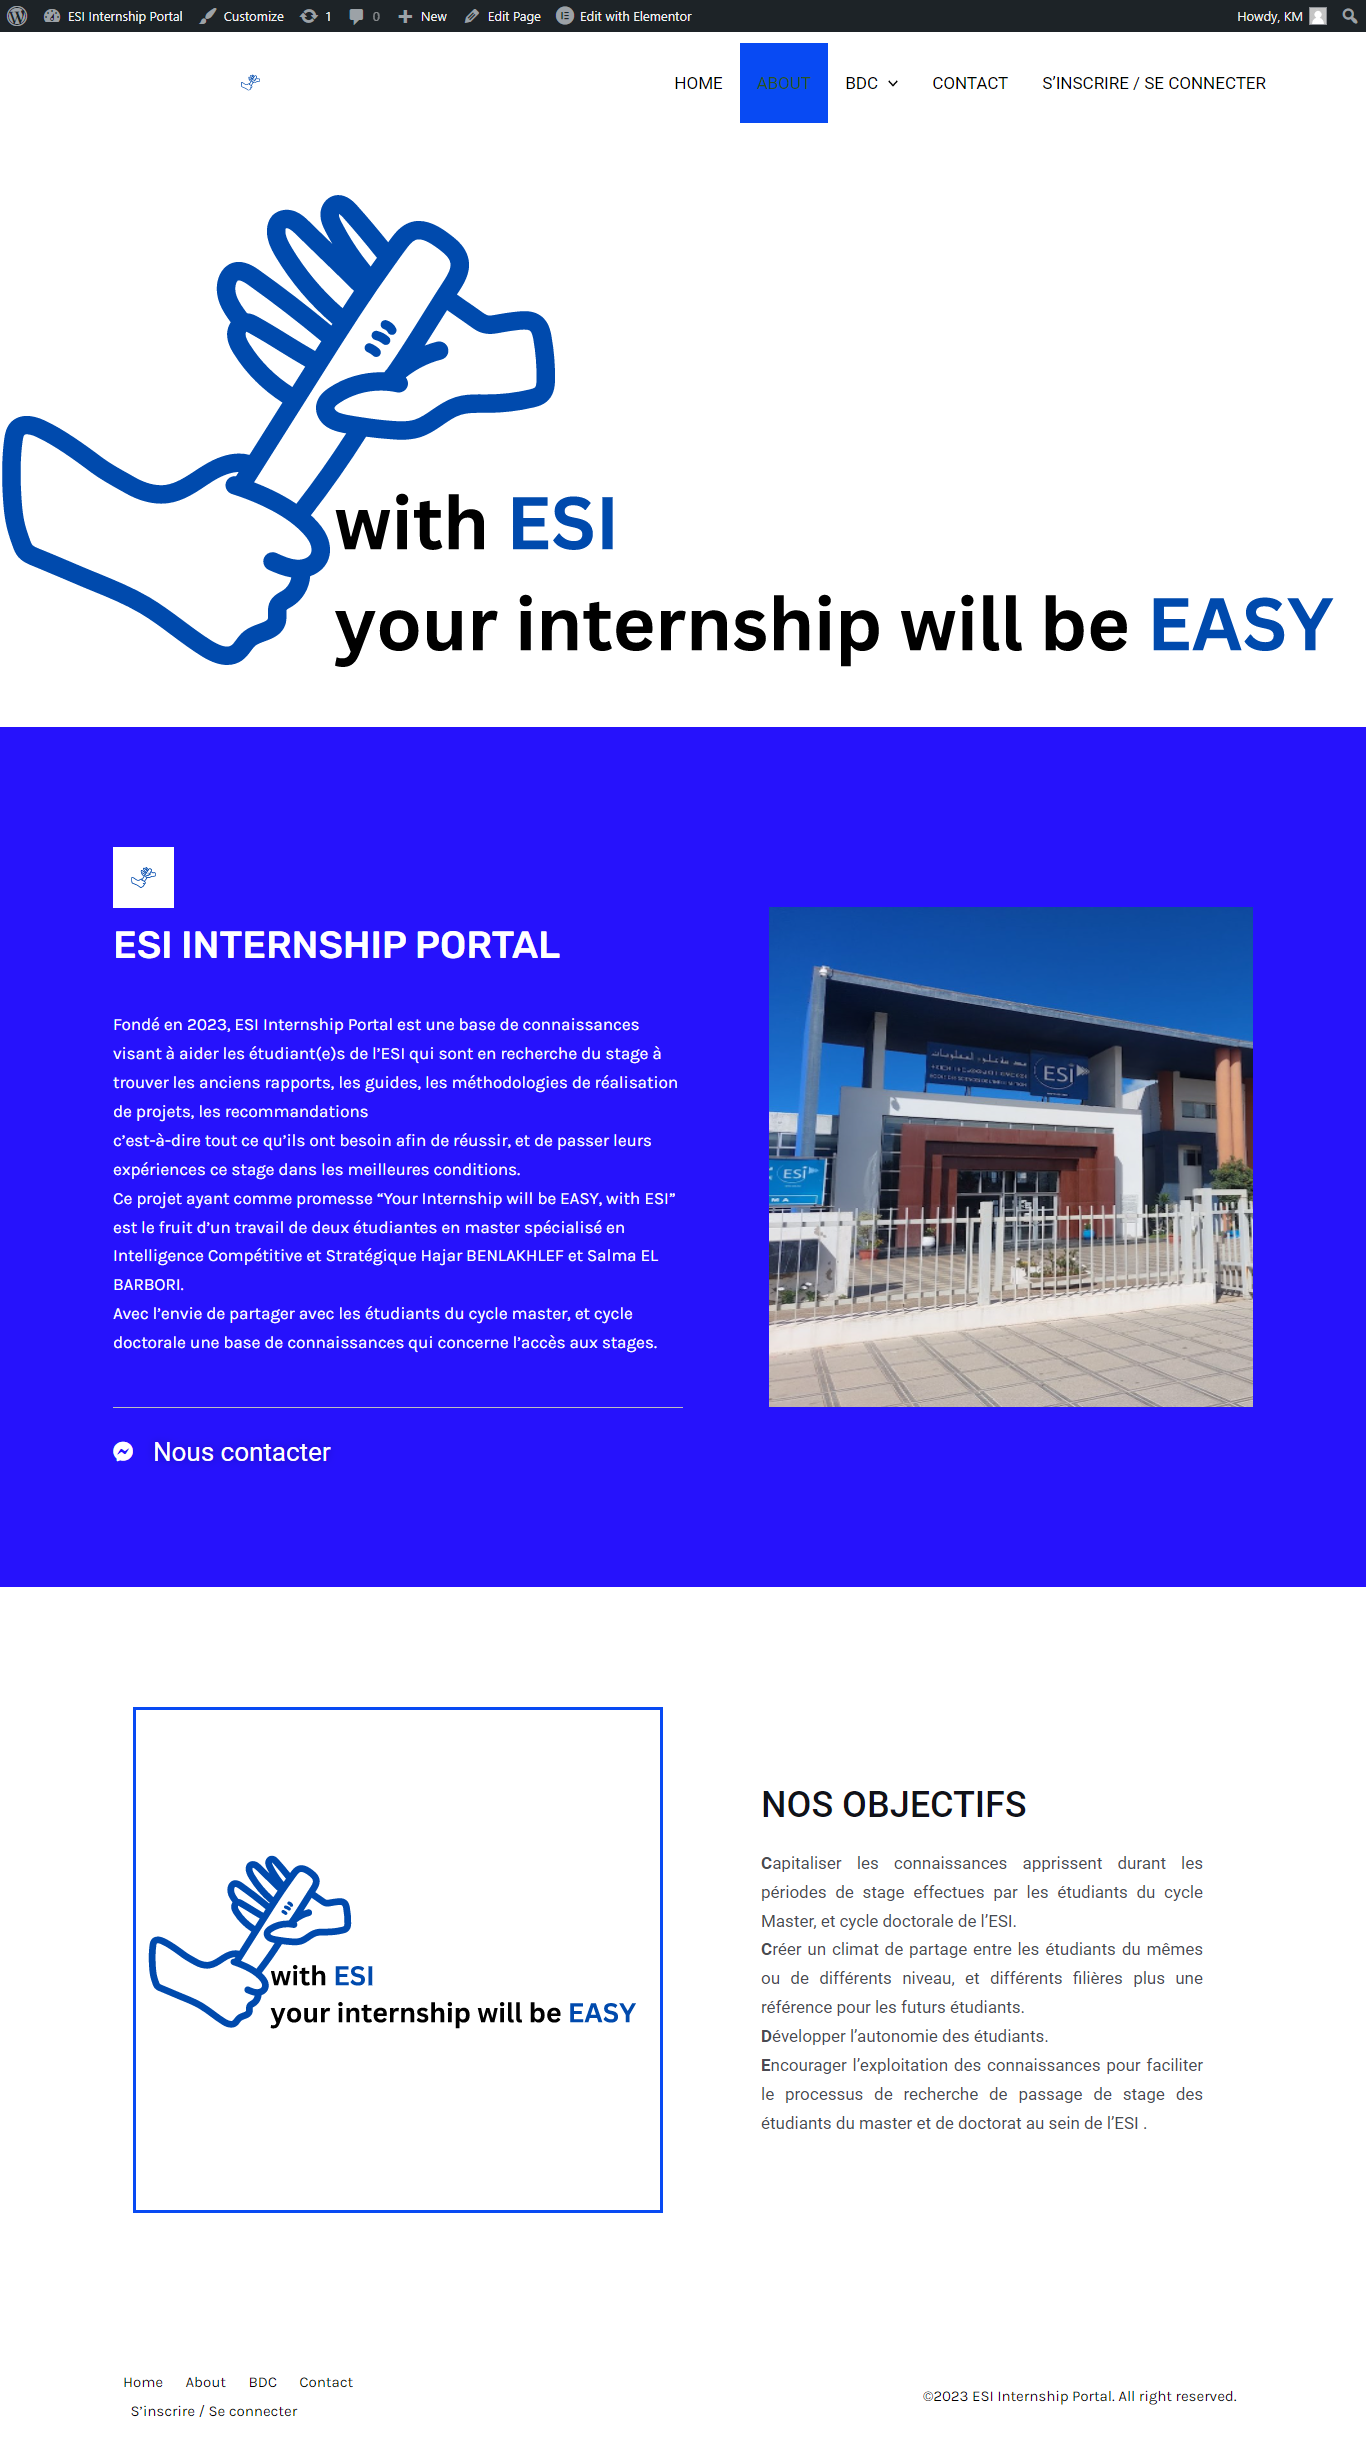 ESI Internship Portal Customize 1 0 New Edit Page Edit with Elementor Howdy, KM
HOME ABOUT BDC CONTACT S’INSCRIRE / SE CONNECTER
with ESI
your internship will be EASY
ESI INTERNSHIP PORTAL
Fondé en 2023, ESI Internship Portal est une base de connaissances
visant à aider les étudiant(e)s de l’ESI qui sont en recherche du stage à
trouver les anciens rapports, les guides, les méthodologies de réalisation
de projets, les recommandations
c’est-à-dire tout ce qu’ils ont besoin afin de réussir, et de passer leurs
expériences ce stage dans les meilleures conditions.
Ce projet ayant comme promesse “Your Internship will be EASY, with ESI”
est le fruit d’un travail de deux étudiantes en master spécialisé en
Intelligence Compétitive et Stratégique Hajar BENLAKHLEF et Salma EL
BARBORI.
Avec l’envie de partager avec les étudiants du cycle master, et cycle
doctorale une base de connaissances qui concerne l’accès aux stages.
Nous contacter
مدرسة علوم المعلومات
ESI
ESI
NOS OBJECTIFS
Capitaliser les connaissances apprissent durant les
périodes de stage effectues par les étudiants du cycle
Master, et cycle doctorale de l’ESI.
Créer un climat de partage entre les étudiants du mêmes
ou de différents niveau, et différents filières plus une
référence pour les futurs étudiants.
Développer l’autonomie des étudiants.
Encourager l’exploitation des connaissances pour faciliter
le processus de recherche de passage de stage des
étudiants du master et de doctorat au sein de l’ESI .
with ESI
your internship will be EASY
Home About BDC Contact
S’inscrire / Se connecter
©2023 ESI Internship Portal. All right reserved.